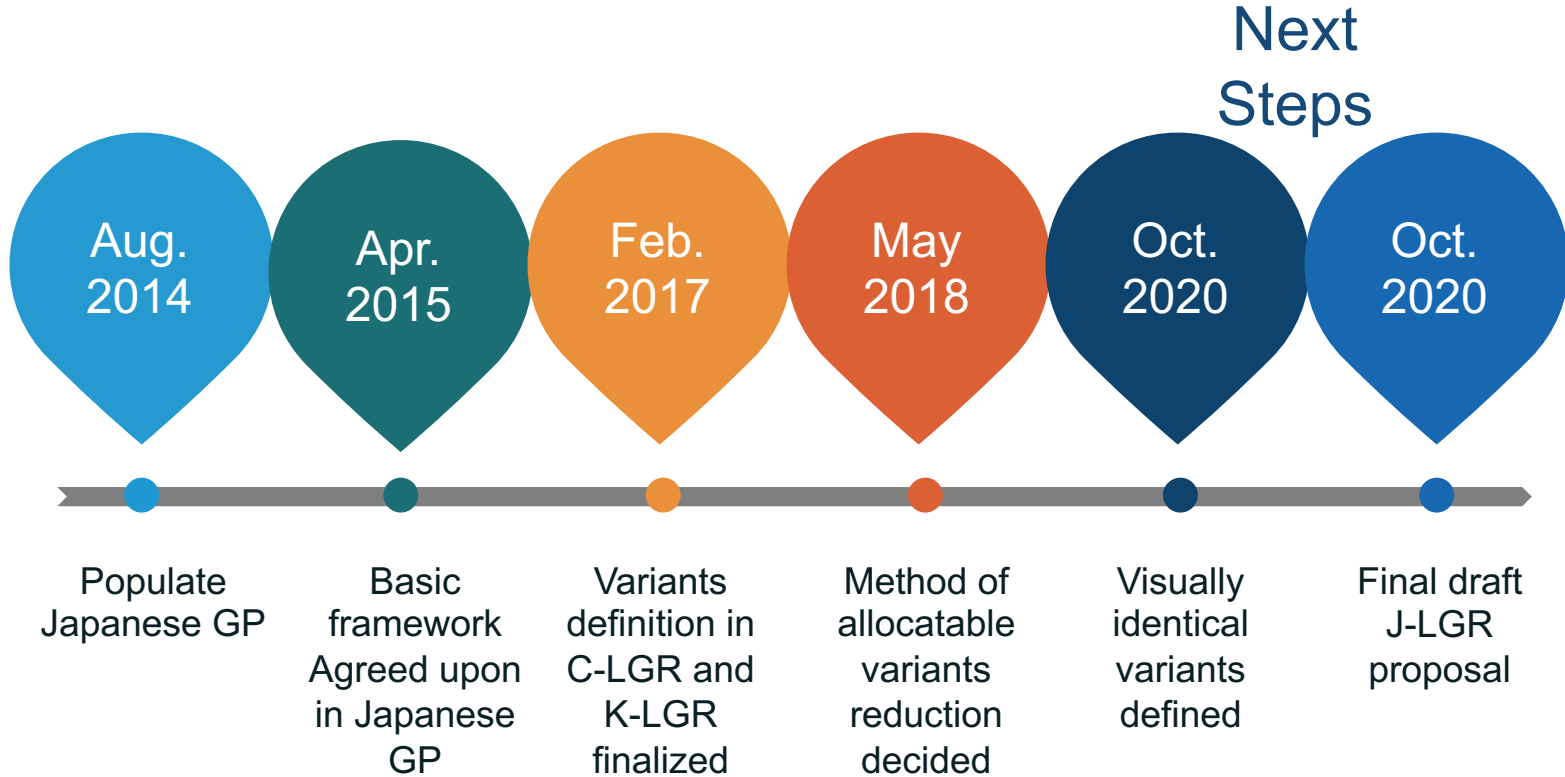 Next
Steps
Aug.
2014
Apr.
2015
Feb.
2017
May
2018
Oct.
2020
Oct.
2020
Populate
Japanese GP
Basic
framework
Agreed upon
in Japanese
GP
Variants
definition in
C-LGR and
K-LGR
finalized
Method of
allocatable
variants
reduction
decided
Visually
identical
variants
defined
Final draft
J-LGR
proposal